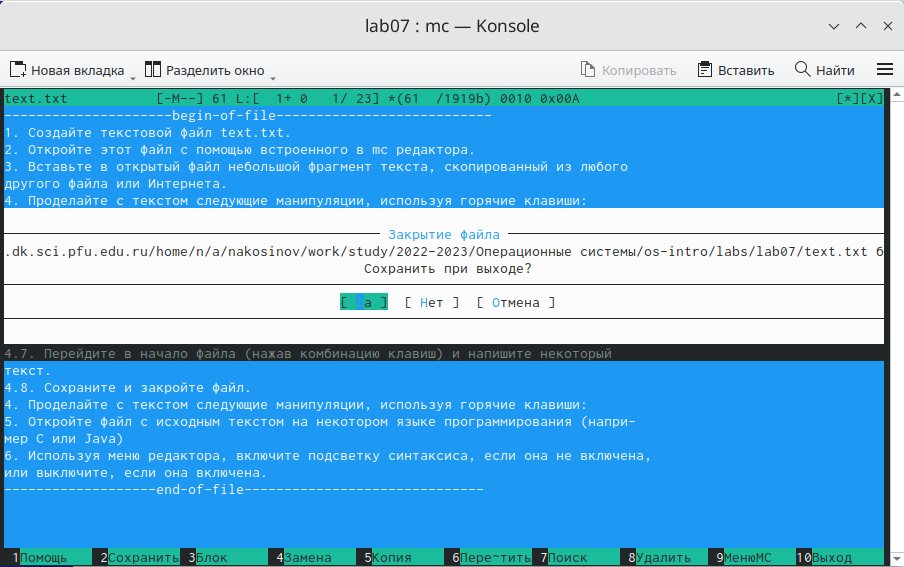 lab07 : mc — Konsole
Новая вкладка Разделить окно Копировать Вставить Найти
text.txt [-M--] 61 L:[ 1+ 0 1/ 23] *(61 /1919b) 0010 0x00A [*][X]
---------------------begin-of-file---------------------------
1. Создайте текстовой файл text.txt.
2. Откройте этот файл с помощью встроенного в mc редактора.
3. Вставьте в открытый файл небольшой фрагмент текста, скопированный из любого
другого файла или Интернета.
4. Проделайте с текстом следующие манипуляции, используя горячие клавиши:
Закрытие файла
.dk.sci.pfu.edu.ru/home/n/a/nakosinov/work/study/2022-2023/Операционные системы/os-intro/labs/lab07/text.txt б
Сохранить при выходе?
[ Да ] [ Нет ] [ Отмена ]
4.7. Перейдите в начало файла (нажав комбинацию клавиш) и напишите некоторый
текст.
4.8. Сохраните и закройте файл.
4. Проделайте с текстом следующие манипуляции, используя горячие клавиши:
5. Откройте файл с исходным текстом на некотором языке программирования (напри-
мер C или Java)
6. Используя меню редактора, включите подсветку синтаксиса, если она не включена,
или выключите, если она включена.
-------------------end-of-file------------------------------
1Помощь 2Сохранить 3Блок 4Замена 5Копия 6Пере~тить 7Поиск 8Удалить 9МенюMC 10Выход